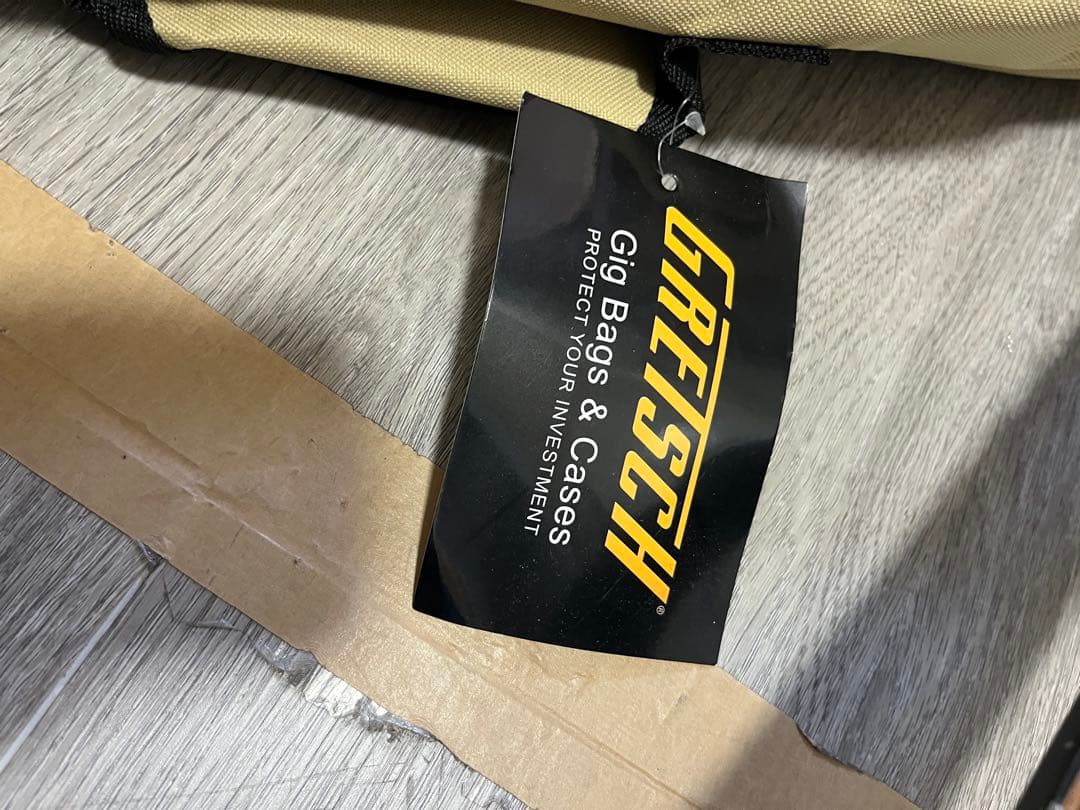 GRETSCH®
Gig Bags & Cases
PROTECT YOUR INVESTMENT